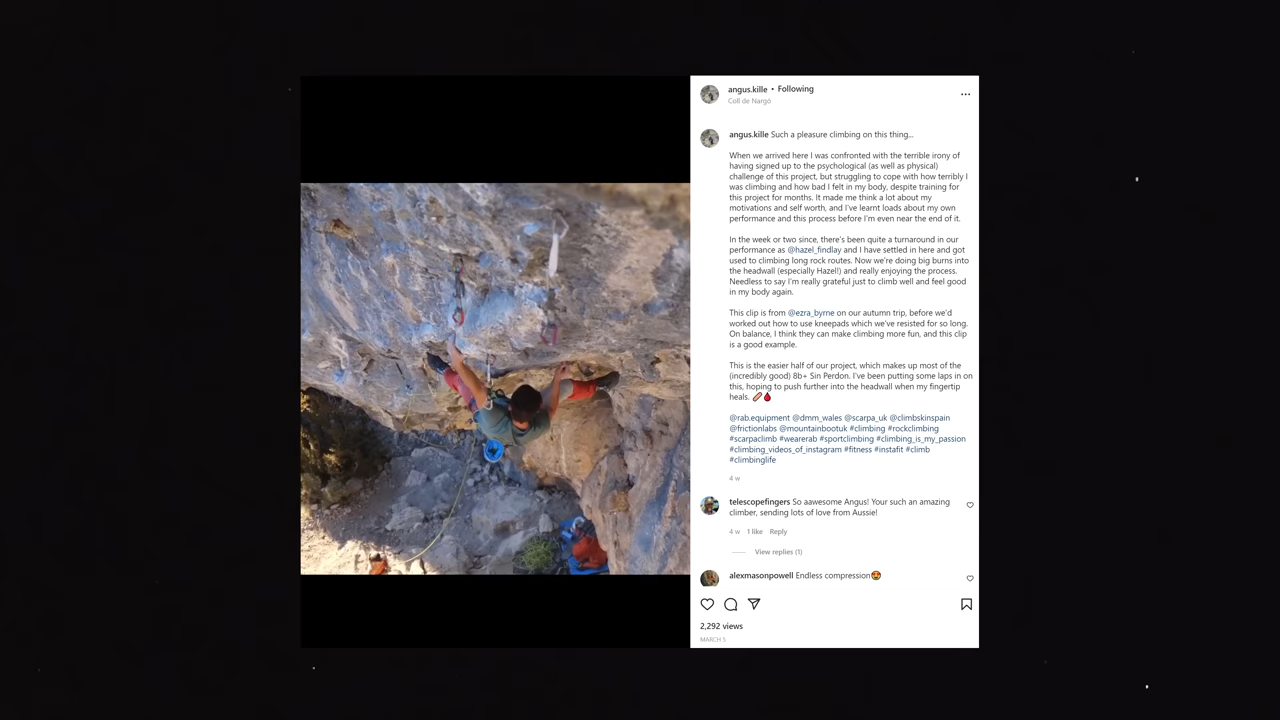 angus.kille • Following
Coll de Nargó
angus.kille Such a pleasure climbing on this thing...
When we arrived here I was confronted with the terrible irony of
having signed up to the psychological (as well as physical)
challenge of this project, but struggling to cope with how terribly I
was climbing and how bad I felt in my body, despite training for
this project for months. It made me think a lot about my
motivations and self worth, and I've learnt loads about my own
performance and this process before I'm even near the end of it.
In the week or two since, there's been quite a turnaround in our
performance as @hazel_findlay and I have settled in here and got
used to climbing long rock routes. Now we're doing big burns into
the headwall (especially Hazel!) and really enjoying the process.
Needless to say I'm really grateful just to climb well and feel good
in my body again.
This clip is from @ezra_byrne on our autumn trip, before we'd
worked out how to use kneepads which we've resisted for so long.
On balance, I think they can make climbing more fun, and this clip
is a good example.
This is the easier half of our project, which makes up most of the
(incredibly good) 8b+ Sin Perdon. I've been putting some laps in on
this, hoping to push further into the headwall when my fingertip
heals. 🩹🩸
@rab.equipment @dmm_wales @scarpa_uk @climbskinspain
@frictionlabs @mountainbootuk #climbing #rockclimbing
#scarpaclimb #wearerab #sportclimbing #climbing_is_my_passion
#climbing_videos_of_instagram #fitness #instafit #climb
#climbinglife
4 w
telescopefingers So aawesome Angus! Your such an amazing
climber, sending lots of love from Aussie!
4 w 1 like Reply
View replies (1)
alexmasonpowell Endless compression😍
2,292 views
MARCH 5